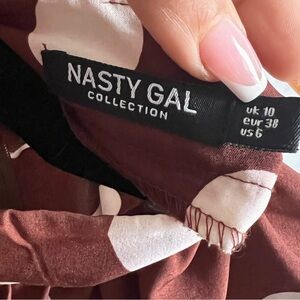 NASTY GAL
COLLECTION
uk 10
eur 38
us 6